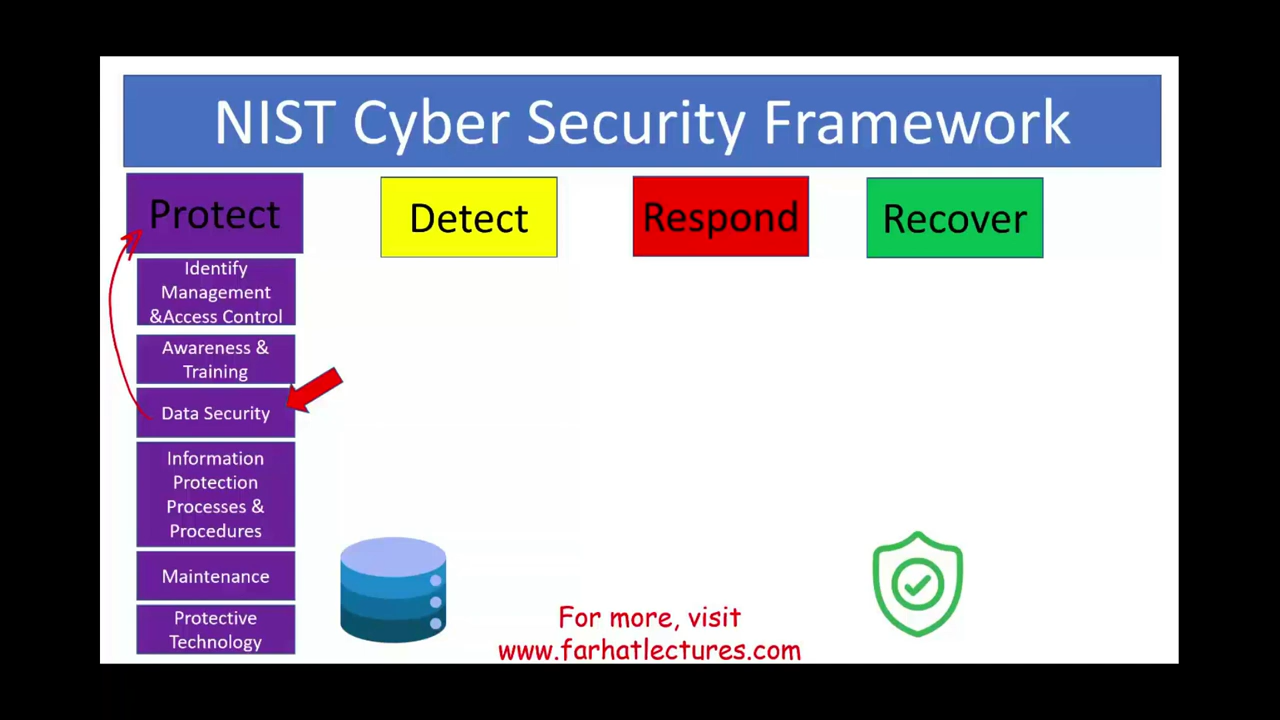 NIST Cyber Security Framework
Protect
Detect
Respond
Recover
Identify
Management
&Access Control
Awareness &
Training
Data Security
Information
Protection
Processes &
Procedures
Maintenance
Protective
Technology
For more, visit
www.farhatlectures.com